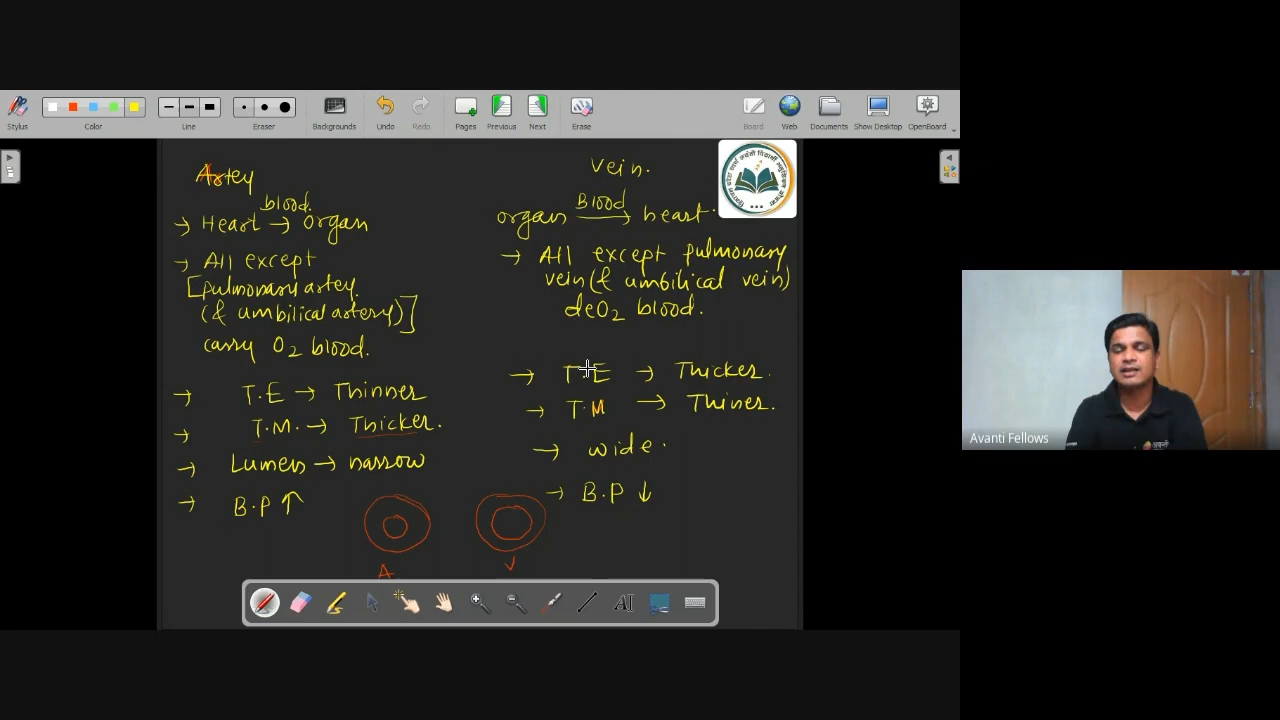 Stylus
Color
Line
Eraser
Backgrounds
Undo
Redo
Pages
Previous
Next
Erase
Board
Web
Documents
Show Desktop
OpenBoard
Artey
blood.
→ Heart → Organ
→ All except
[pulmonary artey
(& umbilical artery)]
carry O2 blood.
→ T.E → Thinner
→ T.M. → Thicker.
→ Lumen → narrow
→ B.P ↑
A
Vein.
Blood
organ → heart.
→ All except pulmonary
vein (& umbilical vein)
deO2 blood.
→ T.E → Thicker.
→ T.M → Thiner.
→ wide.
→ B.P ↓
V
Avanti Fellows